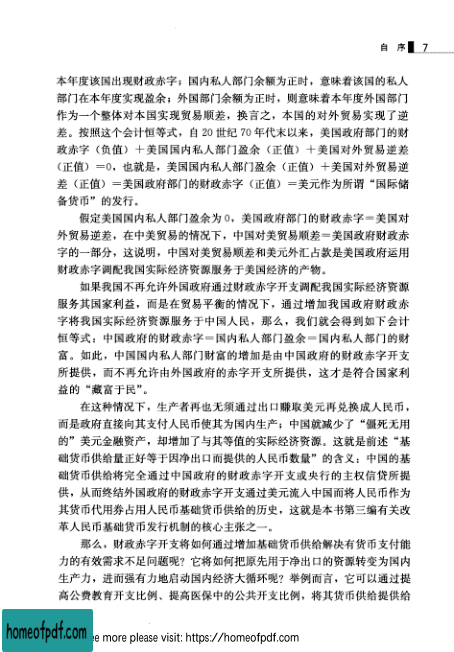 自 序 7
本年度该国出现财政赤字；国内私人部门余额为正时，意味着该国的私人
部门在本年度实现盈余；外国部门余额为正时，则意味着本年度外国部门
作为一个整体对本国实现贸易顺差，换言之，本国的对外贸易实现了逆
差。按照这个会计恒等式，自 20 世纪 70 年代末以来，美国政府部门的财
政赤字（负值）＋美国国内私人部门盈余（正值）＋美国对外贸易逆差
（正值）＝0，也就是，美国国内私人部门盈余（正值）＋美国对外贸易逆
差（正值）＝美国政府部门的财政赤字（正值）＝美元作为所谓“国际储
备货币”的发行。
假定美国国内私人部门盈余为 0，美国政府部门的财政赤字＝美国对
外贸易逆差，在中美贸易的情况下，中国对美贸易顺差＝美国政府财政赤
字的一部分，这说明，中国对美贸易顺差和美元外汇占款是美国政府运用
财政赤字调配我国实际经济资源服务于美国经济的产物。
如果我国不再允许外国政府通过财政赤字开支调配我国实际经济资源
服务其国家利益，而是在贸易平衡的情况下，通过增加我国政府财政赤
字将我国实际经济资源服务于中国人民，那么，我们就会得到如下会计
恒等式：中国政府的财政赤字＝国内私人部门盈余＝国内私人部门的财
富。如此，中国国内私人部门财富的增加是由中国政府的财政赤字开支
所提供，而不再允许由外国政府的赤字开支所提供，这才是符合国家利
益的“藏富于民”。
在这种情况下，生产者再也无须通过出口赚取美元再兑换成人民币，
而是政府直接向其支付人民币使其为国内生产；中国就减少了“僵死无用
的”美元金融资产，却增加了与其等值的实际经济资源。这就是前述“基
础货币供给量正好等于因净出口而提供的人民币数量”的含义：中国的基
础货币供给将完全通过中国政府的财政赤字开支或央行的主权信贷所提
供，从而终结外国政府的财政赤字开支通过美元流入中国而将人民币作为
其货币代用券占用人民币基础货币供给的历史，这就是本书第三编有关改
革人民币基础货币发行机制的核心主张之一。
那么，财政赤字开支将如何通过增加基础货币供给解决有货币支付能
力的有效需求不足问题呢？它将如何把原先用于净出口的资源转变为国内
生产力，进而强有力地启动国内经济大循环呢？举例而言，它可以通过提
高公费教育开支比例、提高医保中的公共开支比例，将其货币供给提供给
homeofpdf.com
ee more please visit: https://homeofpdf.com